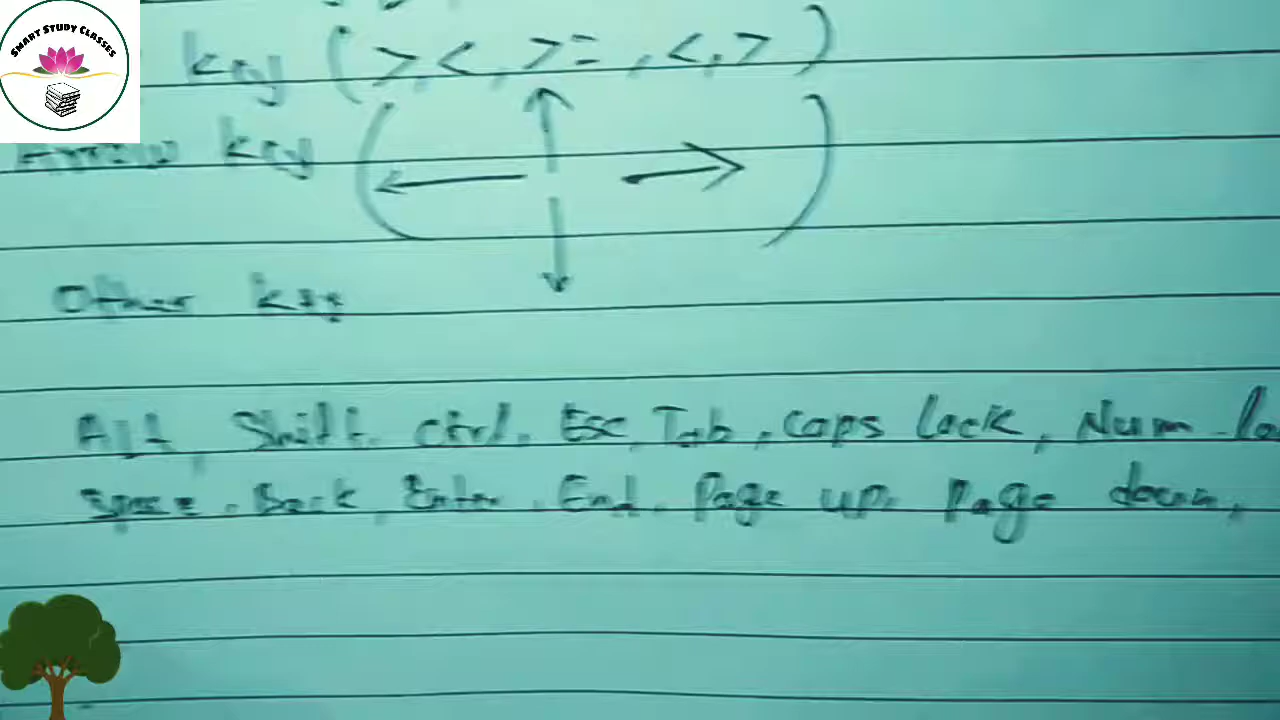 SMART STUDY CLASSES
key ( >, <, >=, <, > )
Arrow key ( ← ↑ ↓ → )
Other key
Alt, Shift, Ctrl, Esc, Tab, Caps lock, Num lo
Space, Back, Enter, End, Page up, Page down,